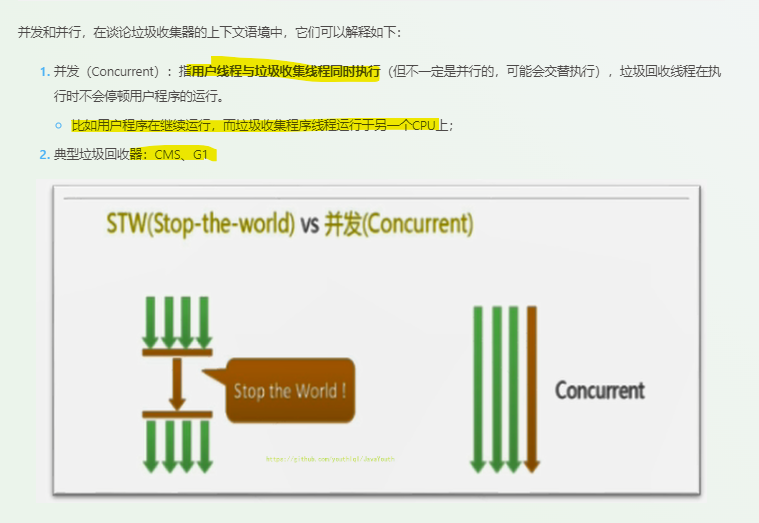 并发和并行，在谈论垃圾收集器的上下文语境中，它们可以解释如下：
1. 并发（Concurrent）：指用户线程与垃圾收集线程同时执行（但不一定是并行的，可能会交替执行），垃圾回收线程在执
行时不会停顿用户程序的运行。
比如用户程序在继续运行，而垃圾收集程序线程运行于另一个CPU上；
2. 典型垃圾回收器：CMS、G1
STW(Stop-the-world) vs 并发(Concurrent)
Stop the World！
Concurrent
https://github.com/youthlql/JavaYouth